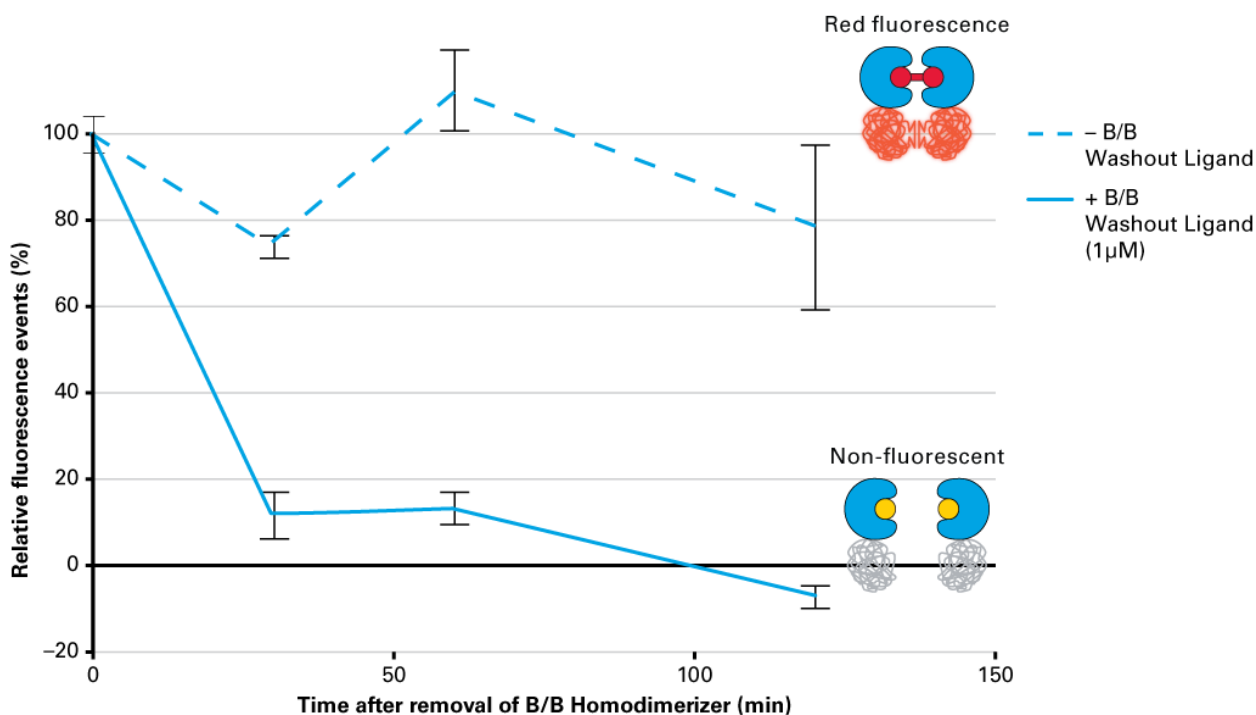 Red fluorescence
– B/B
Washout Ligand
+ B/B
Washout Ligand
(1µM)
Relative fluorescence events (%)
100
80
60
40
20
0
–20
Non-fluorescent
0
50
100
150
Time after removal of B/B Homodimerizer (min)